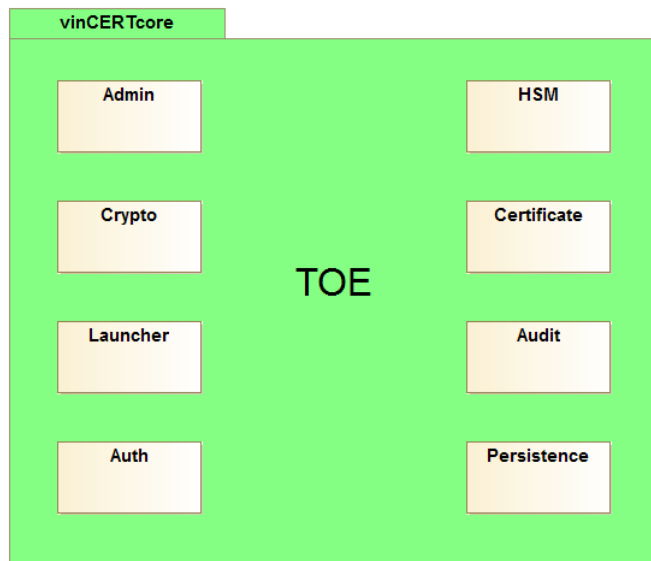 vinCERTcore
Admin
HSM
Crypto
Certificate
TOE
Launcher
Audit
Auth
Persistence